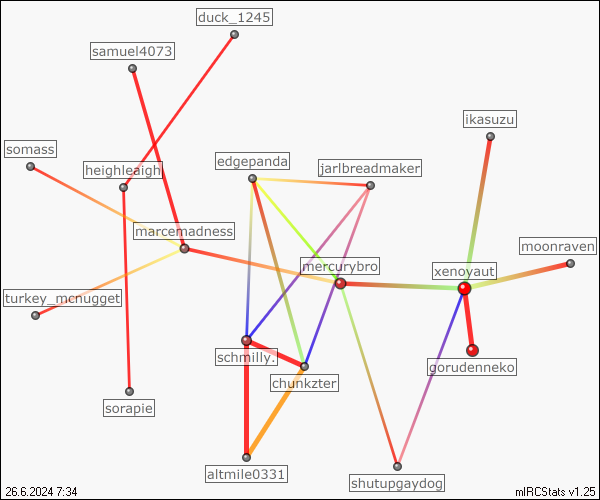 duck_1245
samuel4073
ikasuzu
somass
edgepanda
jarlbreadmaker
heighleaigh
marcemadness
moonraven
mercurybro
xenoyaut
turkey_mcnugget
schmilly.
gorudenneko
chunkzter
sorapie
altmile0331
shutupgaydog
26.6.2024 7:34
mIRCStats v1.25